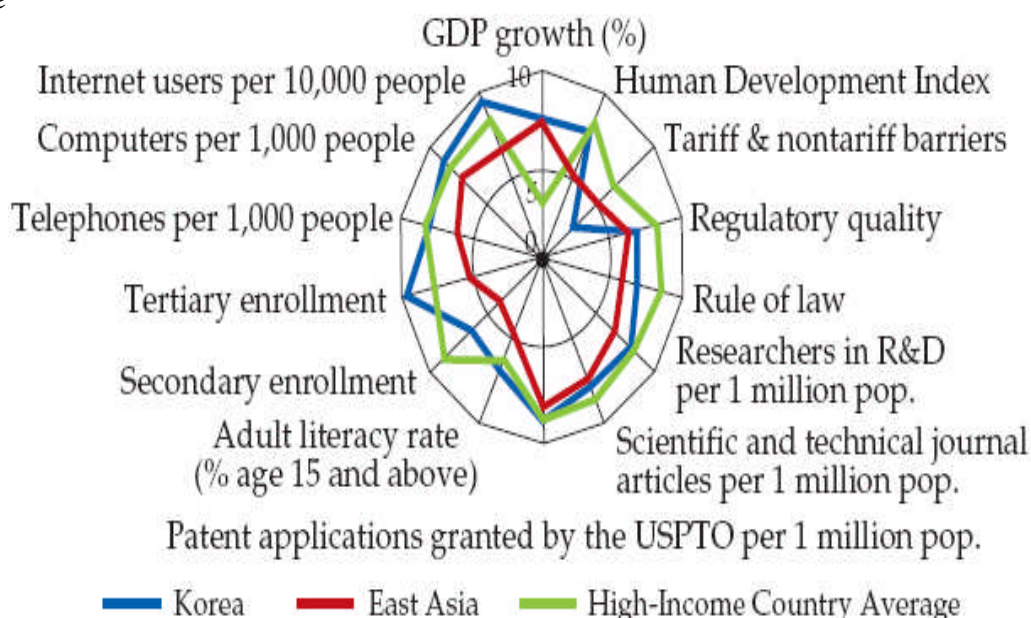 GDP growth (%)
10
Internet users per 10,000 people
Human Development Index
Computers per 1,000 people
Tariff & nontariff barriers
5
Telephones per 1,000 people
Regulatory quality
0
Tertiary enrollment
Rule of law
Researchers in R&D
per 1 million pop.
Secondary enrollment
Adult literacy rate
(% age 15 and above)
Scientific and technical journal
articles per 1 million pop.
Patent applications granted by the USPTO per 1 million pop.
Korea
East Asia
High-Income Country Average